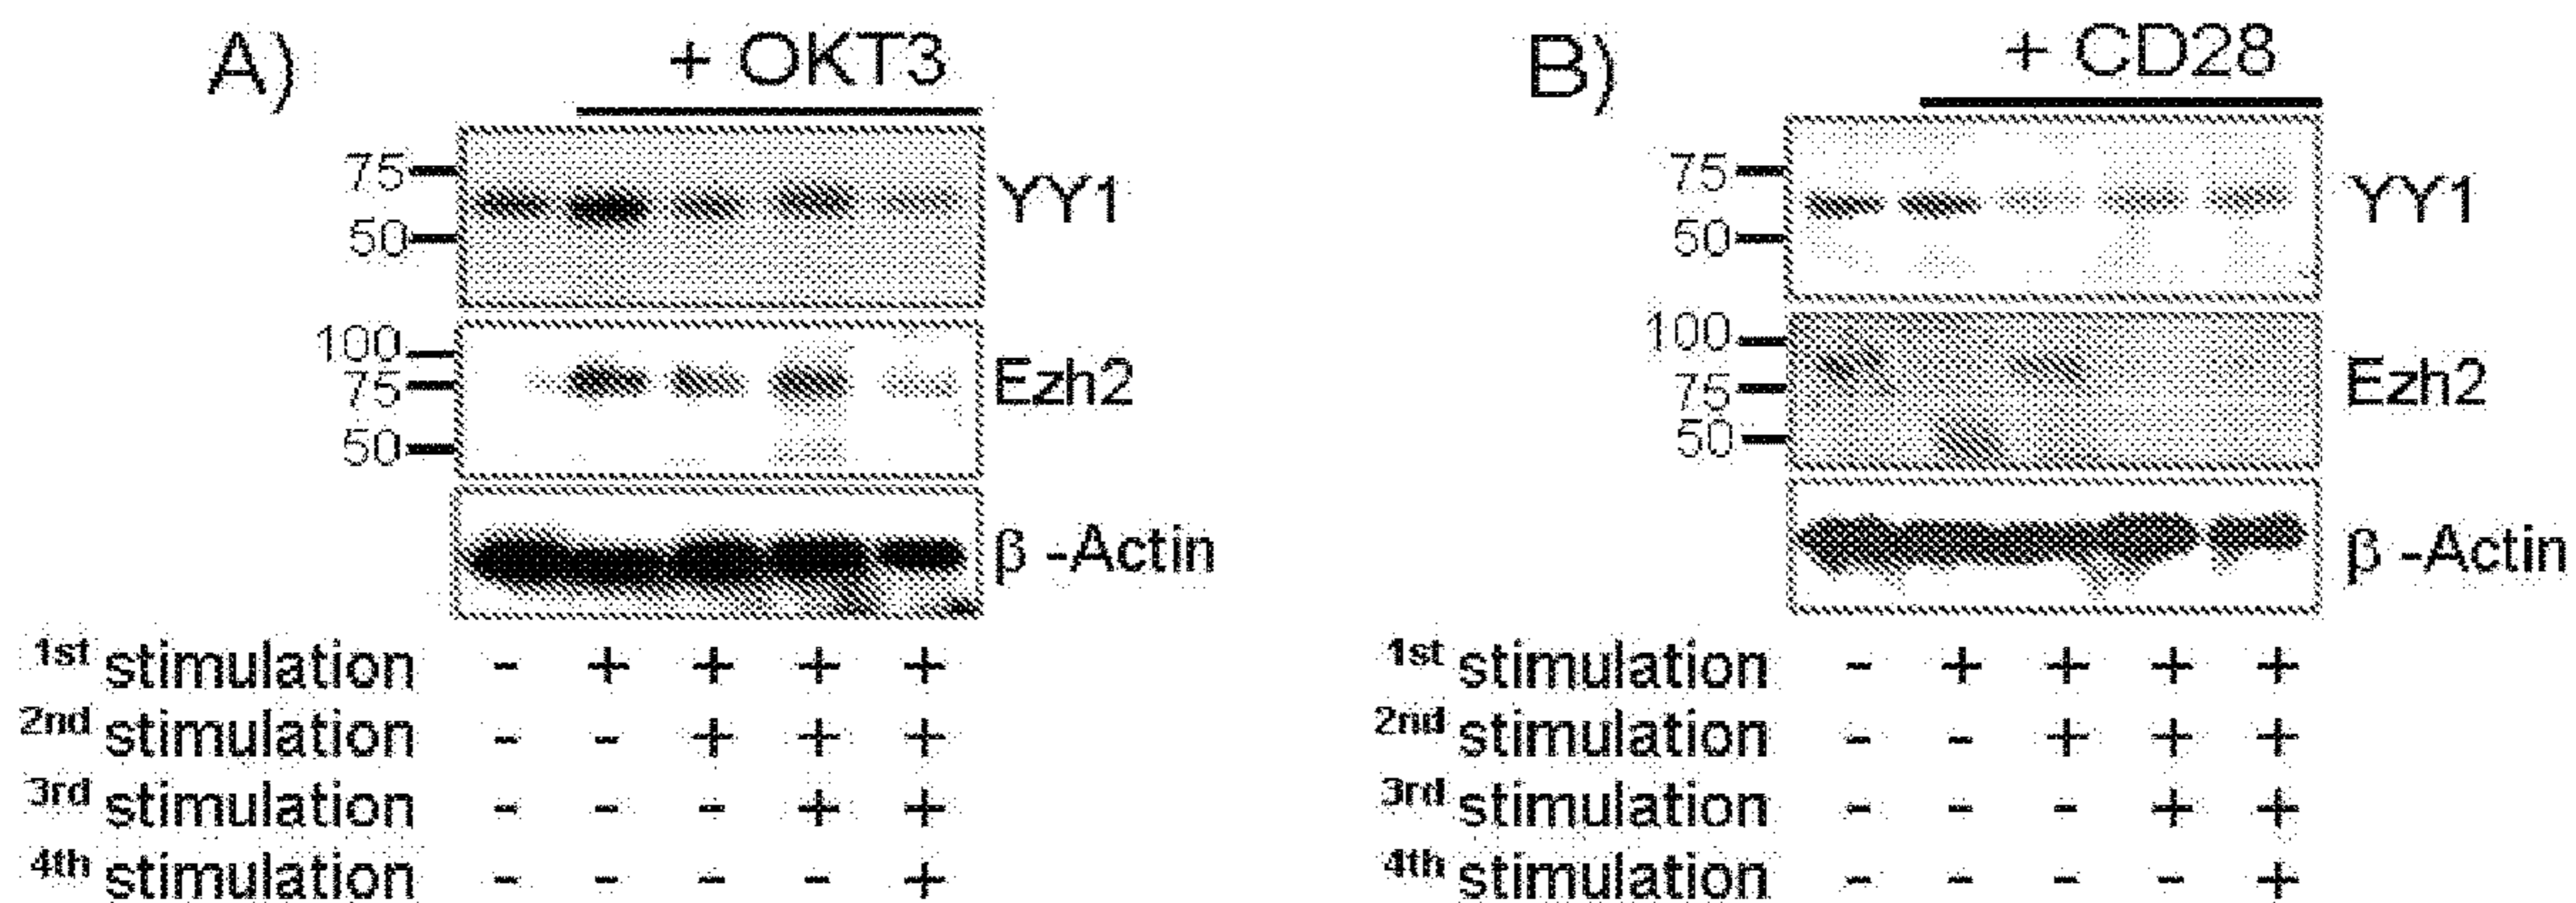 A) + OKT3
75
50
YY1
100
75
50
Ezh2
β -Actin
1st stimulation - + + + +
2nd stimulation - - + + +
3rd stimulation - - - + +
4th stimulation - - - - +
B) + CD28
75
50
YY1
100
75
50
Ezh2
β -Actin
1st stimulation - + + + +
2nd stimulation - - + + +
3rd stimulation - - - + +
4th stimulation - - - - +